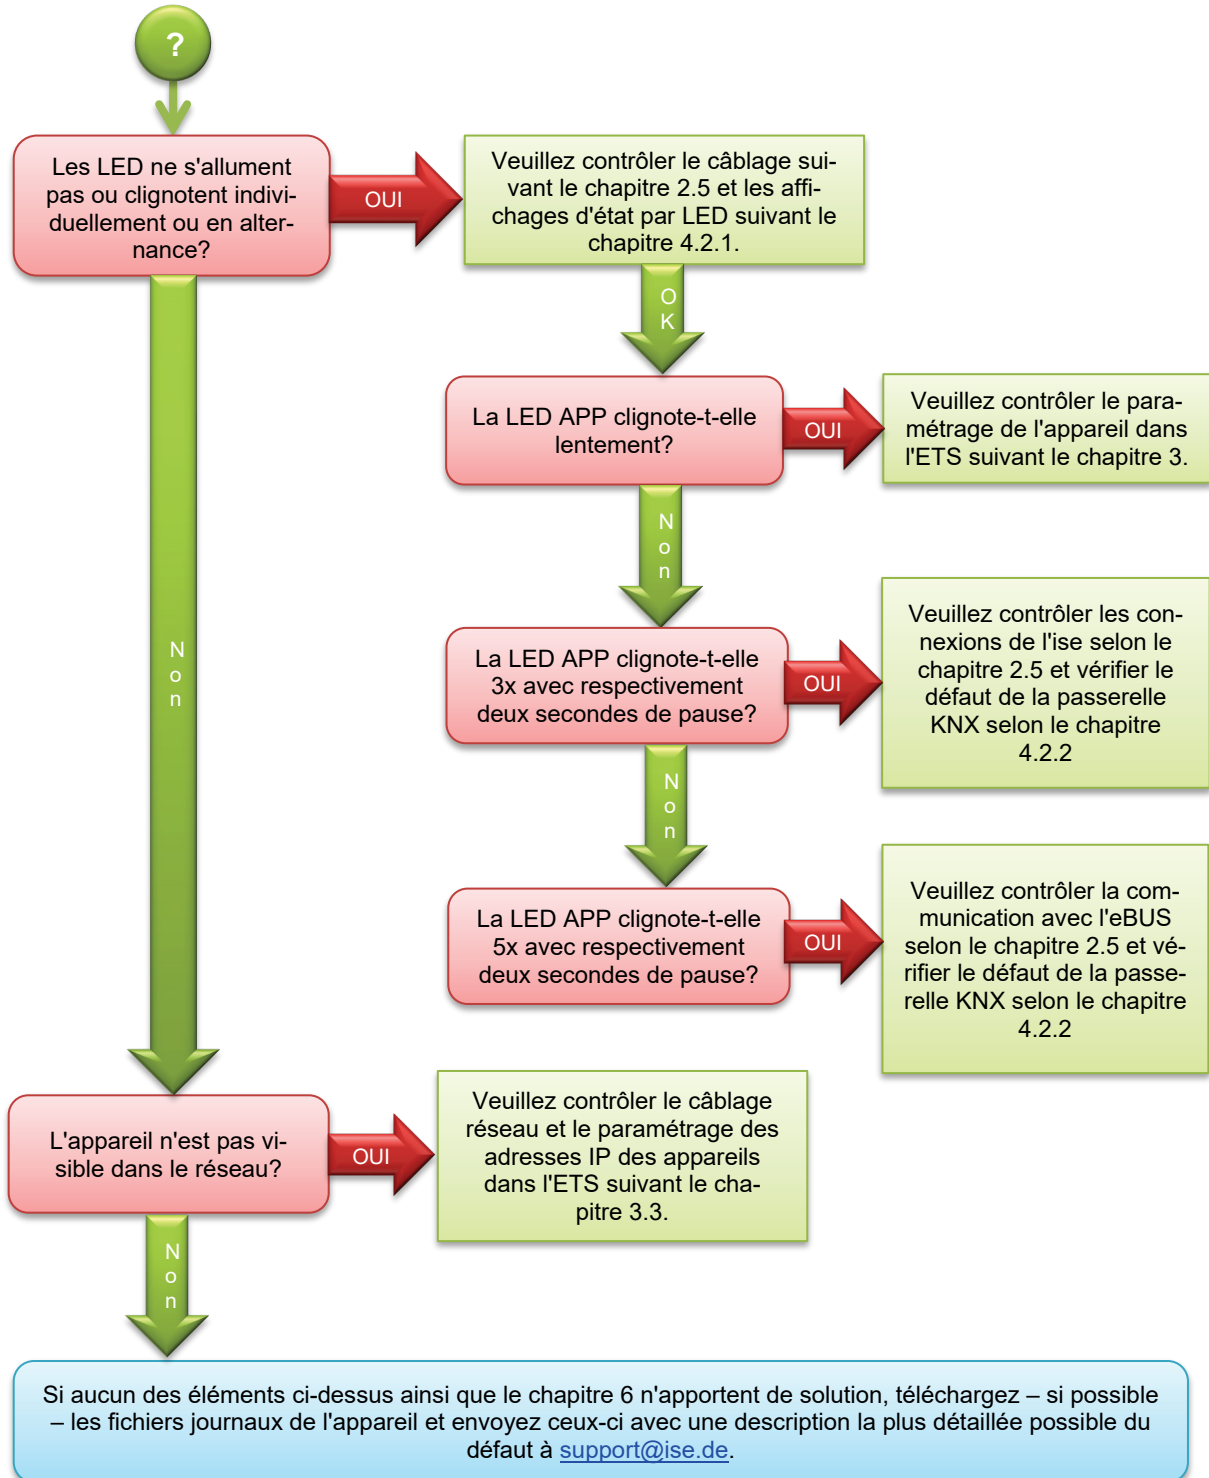 ?
Les LED ne s'allument
pas ou clignotent indivi-
duellement ou en alter-
nance?
OUI
Veuillez contrôler le câblage sui-
vant le chapitre 2.5 et les affi-
chages d'état par LED suivant le
chapitre 4.2.1.
OK
La LED APP clignote-t-elle
lentement?
OUI
Veuillez contrôler le para-
métrage de l'appareil dans
l'ETS suivant le chapitre 3.
Non
La LED APP clignote-t-elle
3x avec respectivement
deux secondes de pause?
OUI
Veuillez contrôler les con-
nexions de l'ise selon le
chapitre 2.5 et vérifier le
défaut de la passerelle
KNX selon le chapitre
4.2.2
Non
La LED APP clignote-t-elle
5x avec respectivement
deux secondes de pause?
OUI
Veuillez contrôler la com-
munication avec l'eBUS
selon le chapitre 2.5 et vé-
rifier le défaut de la passe-
relle KNX selon le chapitre
4.2.2
Non
L'appareil n'est pas vi-
sible dans le réseau?
OUI
Veuillez contrôler le câblage
réseau et le paramétrage des
adresses IP des appareils
dans l'ETS suivant le cha-
pitre 3.3.
Non
Si aucun des éléments ci-dessus ainsi que le chapitre 6 n'apportent de solution, téléchargez – si possible
– les fichiers journaux de l'appareil et envoyez ceux-ci avec une description la plus détaillée possible du
défaut à support@ise.de.